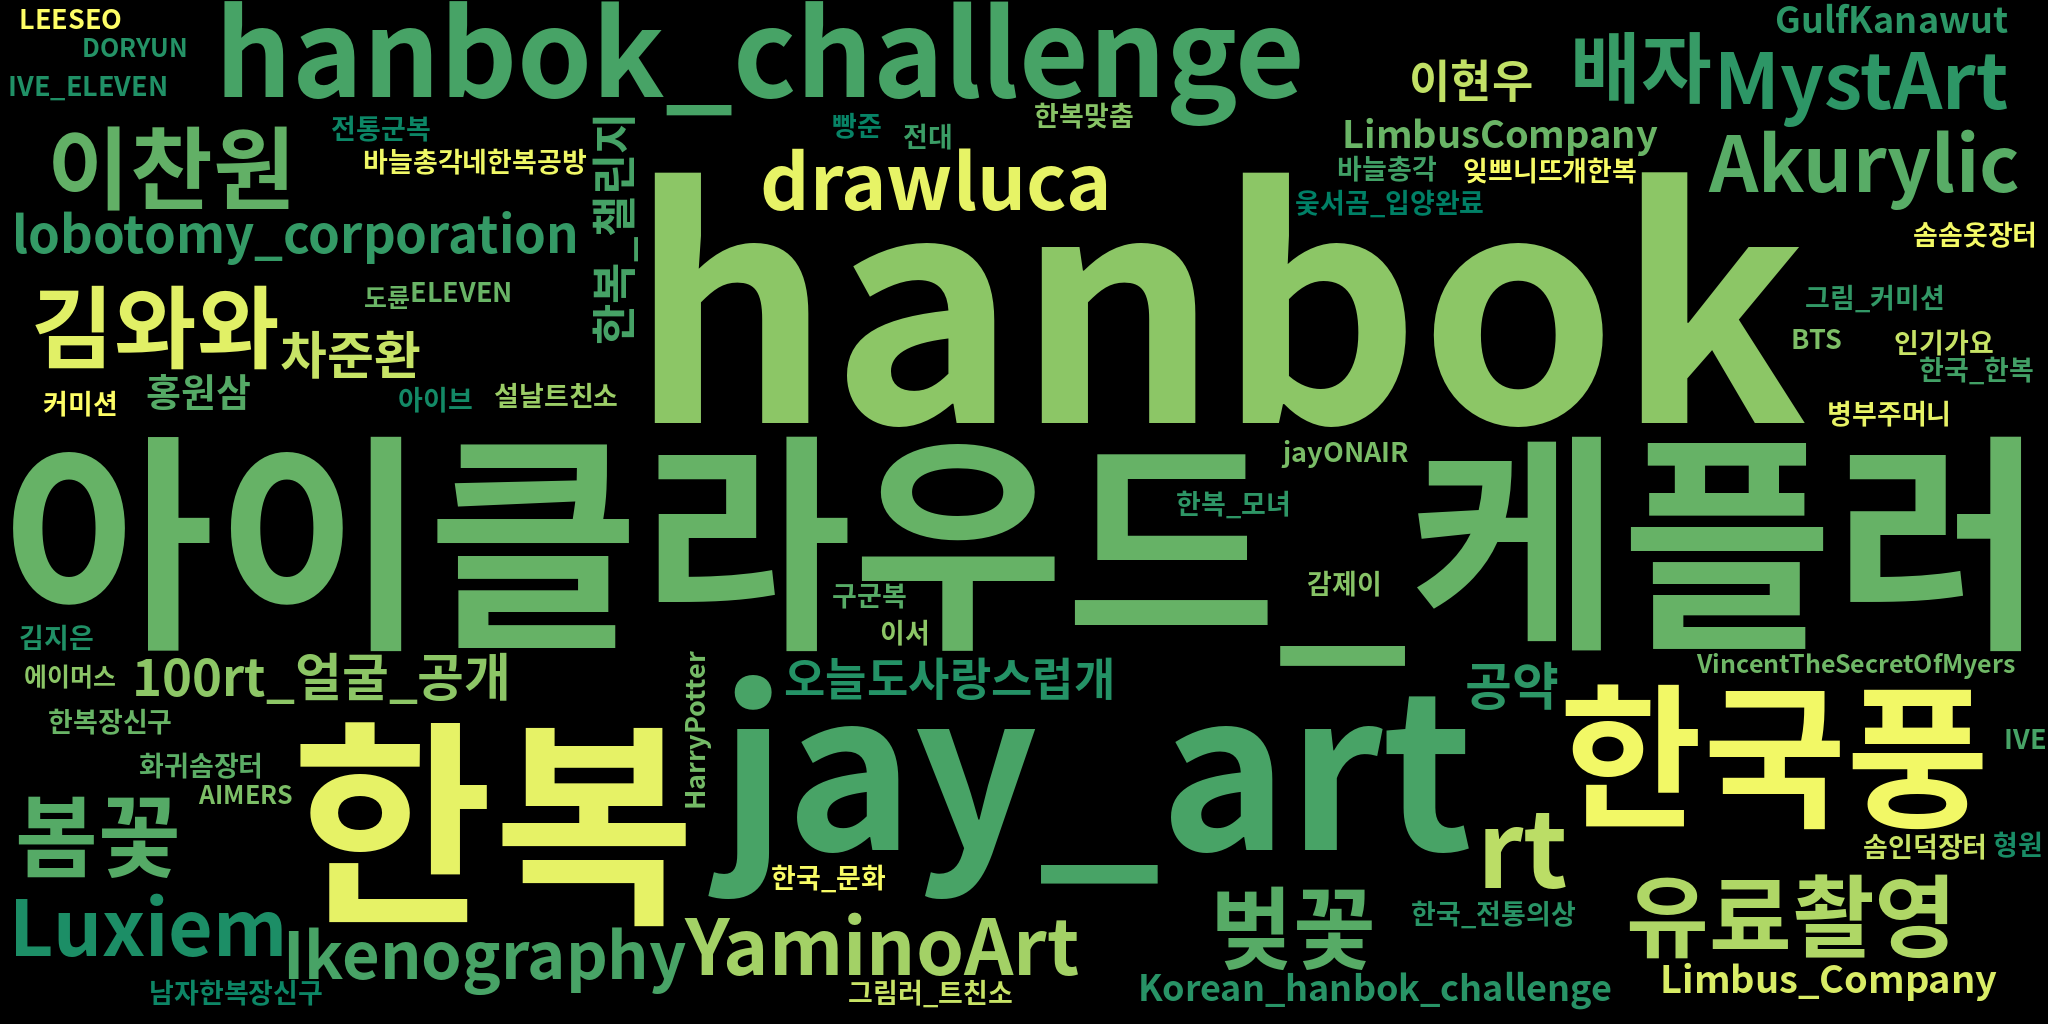 LEESEO
DORYUN
IVE_ELEVEN
hanbok_challenge
GulfKanawut
이현우
배자
MystArt
이찬원
전통군복
바늘총각네한복공방
한복_챌린지
빵준
전대
한복맞춤
LimbusCompany
바늘총각
잊쁘니뜨개한복
Akurylic
drawluca
옻서곰_입양완료
lobotomy_corporation
hanbok
솜솜옷장터
김와와
도륜
ELEVEN
차준환
그림_커미션
BTS
인기가요
한국_한복
커미션
홍원삼
아이브
설날트친소
병부주머니
아이클라우드_케플러
jayONAIR
한복_모녀
구군복
감제이
이서
김지은
에이머스
100rt_얼굴_공개
HarryPotter
오늘도사랑스럽개
공약
VincentTheSecretOfMyers
한복장신구
한복
jay_art
한국풍
IVE
화귀솜장터
AIMERS
봄꽃
rt
솜인덕장터
형원
한국_문화
Luxiem
Ikenography
YaminoArt
벚꽃
한국_전통의상
유료촬영
남자한복장신구
그림러_트친소
Korean_hanbok_challenge
Limbus_Company